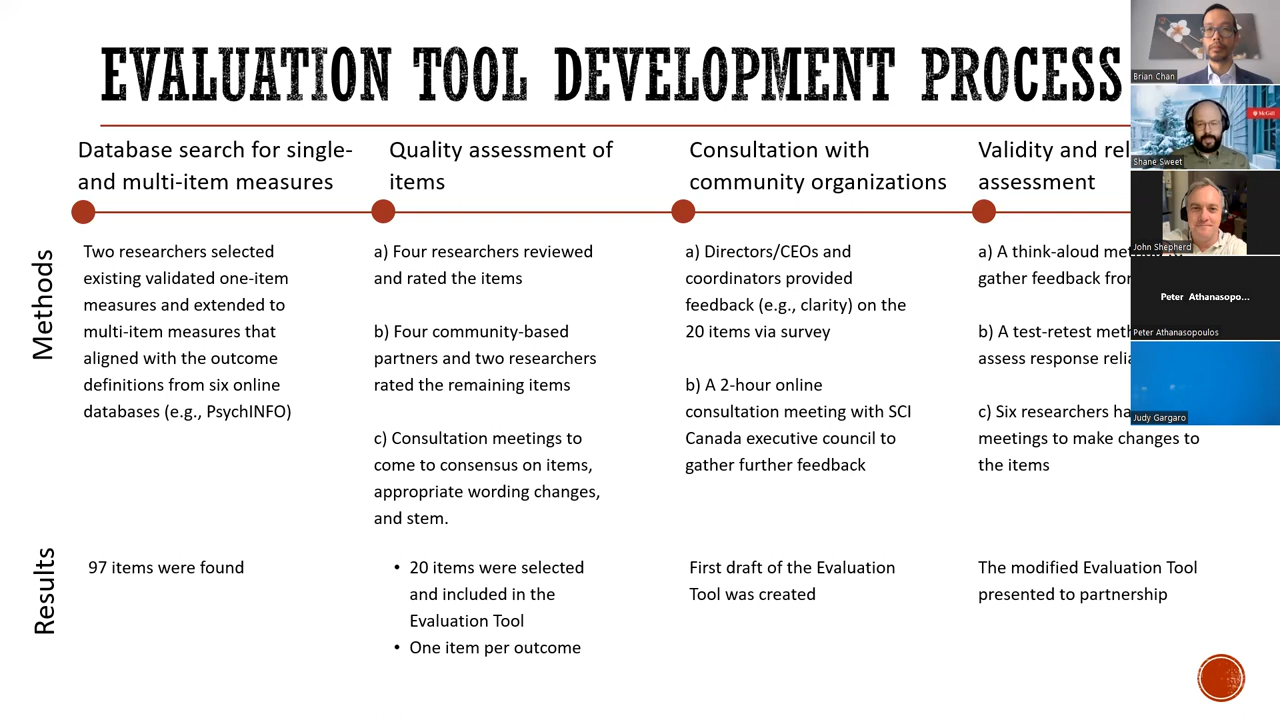 EVALUATION TOOL DEVELOPMENT PROCESS
Database search for single-
and multi-item measures
Quality assessment of
items
Consultation with
community organizations
Validity and rel
assessment
Methods
Two researchers selected
existing validated one-item
measures and extended to
multi-item measures that
aligned with the outcome
definitions from six online
databases (e.g., PsychINFO)
a) Four researchers reviewed
and rated the items
b) Four community-based
partners and two researchers
rated the remaining items
c) Consultation meetings to
come to consensus on items,
appropriate wording changes,
and stem.
a) Directors/CEOs and
coordinators provided
feedback (e.g., clarity) on the
20 items via survey
b) A 2-hour online
consultation meeting with SCI
Canada executive council to
gather further feedback
a) A think-aloud met
gather feedback from
b) A test-retest meth
assess response relia
c) Six researchers ha
meetings to make changes to
the items
Results
97 items were found
• 20 items were selected
and included in the
Evaluation Tool
• One item per outcome
First draft of the Evaluation
Tool was created
The modified Evaluation Tool
presented to partnership
Brian Chan
McGill
Shane Sweet
John Shepherd
Peter Athanasopo...
Peter Athanasopoulos
Judy Gargaro